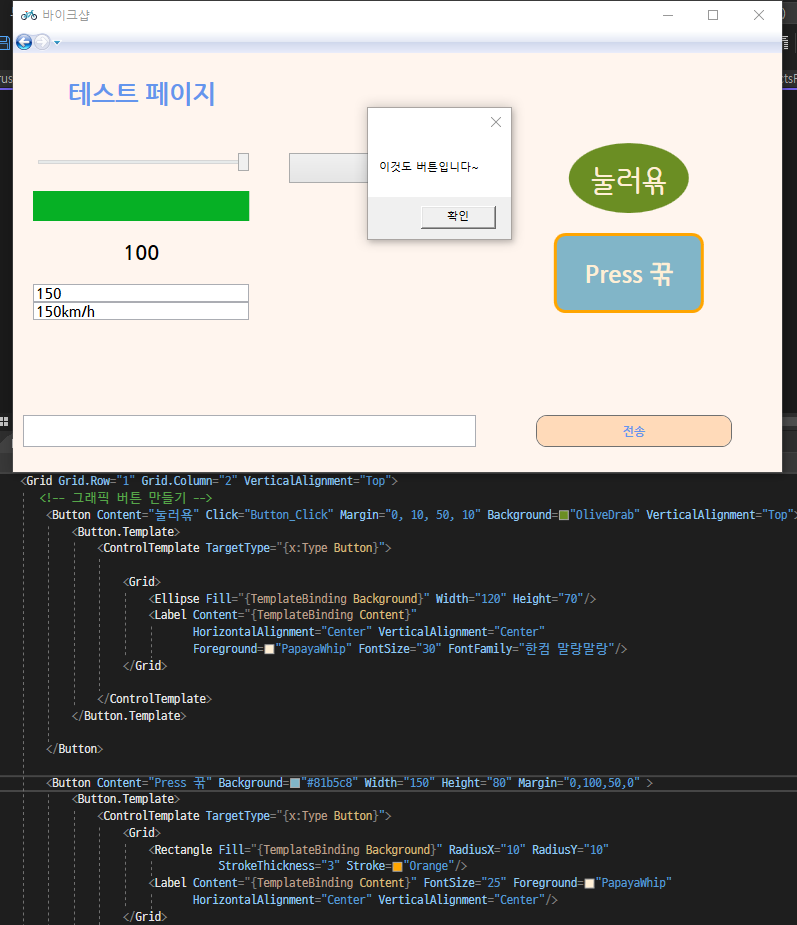 바이크샵
테스트 페이지
이것도 버튼입니다~
확인
눌러욖
100
Press 꾺
150
150km/h
전송
<Grid Grid.Row="1" Grid.Column="2" VerticalAlignment="Top">
<!-- 그래픽 버튼 만들기 -->
<Button Content="눌러욖" Click="Button_Click" Margin="0, 10, 50, 10" Background="OliveDrab" VerticalAlignment="Top">
<Button.Template>
<ControlTemplate TargetType="{x:Type Button}">
<Grid>
<Ellipse Fill="{TemplateBinding Background}" Width="120" Height="70"/>
<Label Content="{TemplateBinding Content}"
HorizontalAlignment="Center" VerticalAlignment="Center"
Foreground="PapayaWhip" FontSize="30" FontFamily="한컴 말랑말랑"/>
</Grid>
</ControlTemplate>
</Button.Template>
</Button>
<Button Content="Press 꾺" Background="#81b5c8" Width="150" Height="80" Margin="0,100,50,0" >
<Button.Template>
<ControlTemplate TargetType="{x:Type Button}">
<Grid>
<Rectangle Fill="{TemplateBinding Background}" RadiusX="10" RadiusY="10"
StrokeThickness="3" Stroke="Orange"/>
<Label Content="{TemplateBinding Content}" FontSize="25" Foreground="PapayaWhip"
HorizontalAlignment="Center" VerticalAlignment="Center"/>
</Grid>